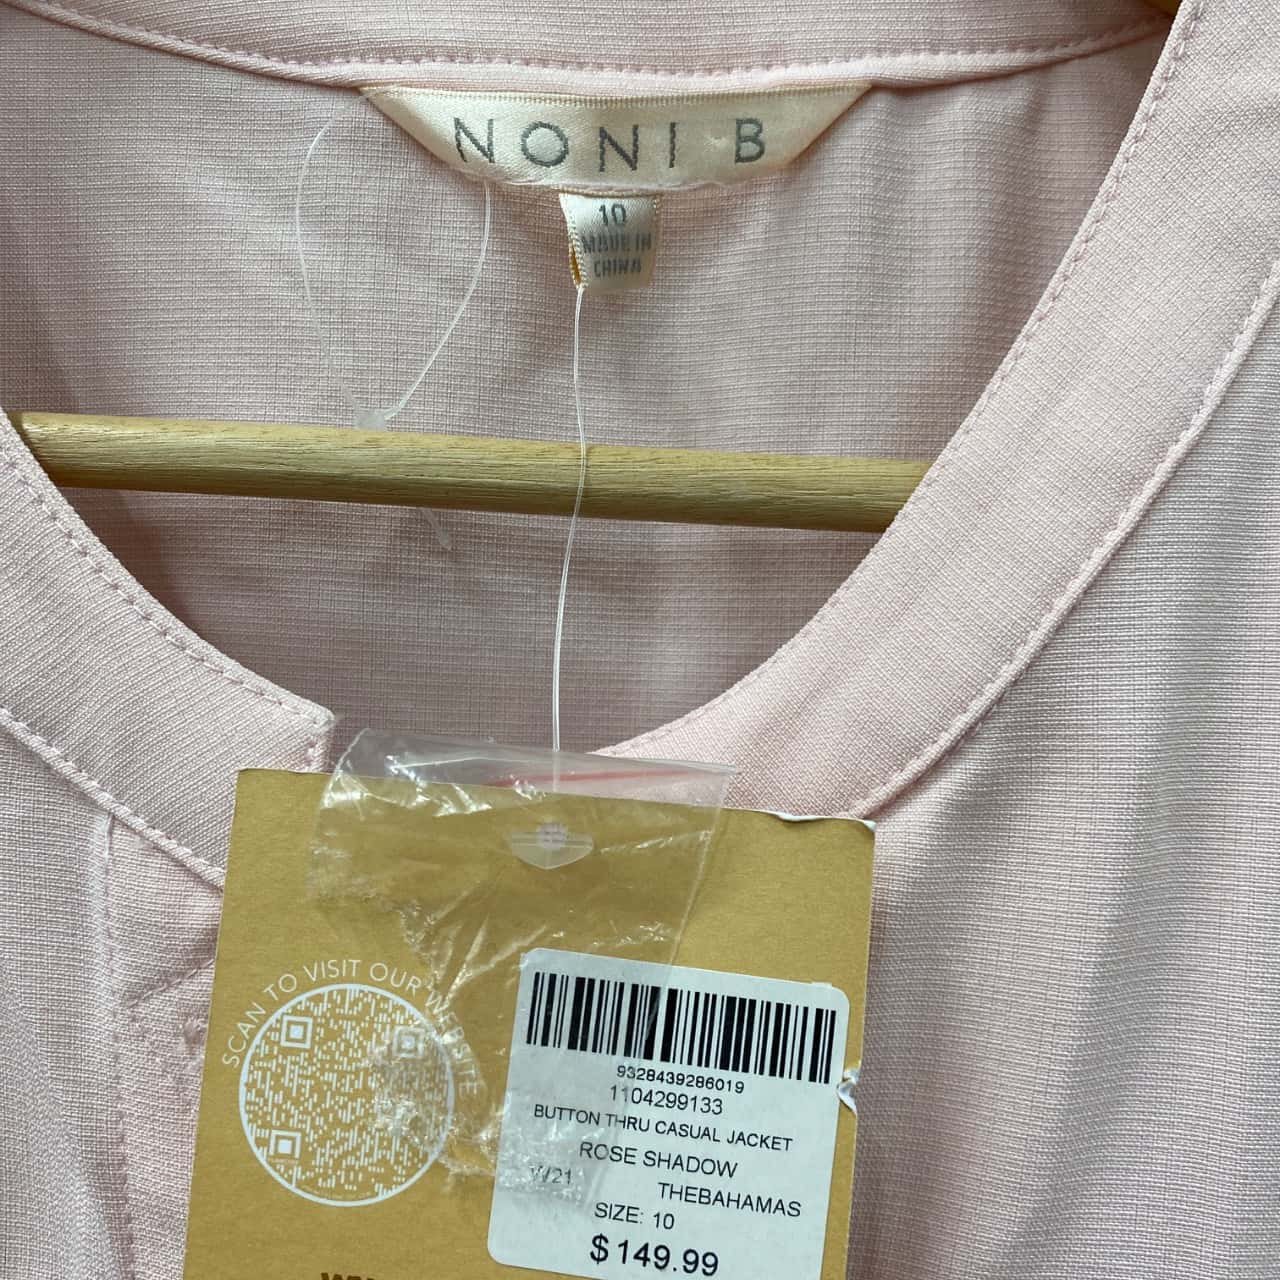 NONI B
10
MADE IN
CHINA
SCAN TO VISIT OUR WEBSITE
9328439286019
1104299133
BUTTON THRU CASUAL JACKET
ROSE SHADOW
W21
THEBAHAMAS
SIZE: 10
$149.99